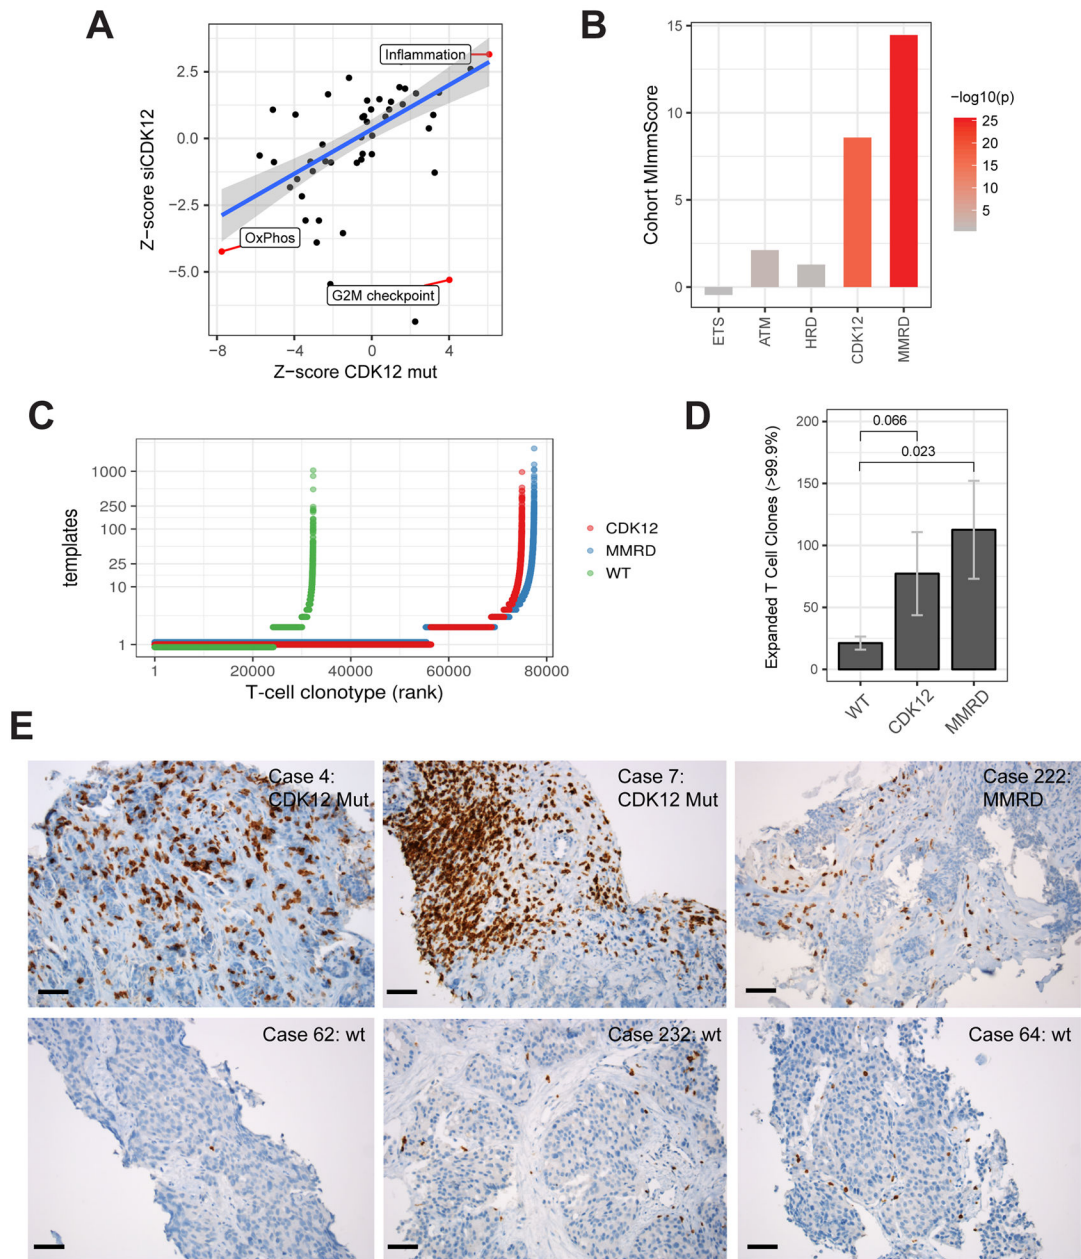 A
Z-score siCDK12
2.5
0.0
-2.5
-5.0
Inflammation
OxPhos
G2M checkpoint
-8
-4
0
4
Z-score CDK12 mut
B
Cohort MImmScore
15
10
5
0
ETS
ATM
HRD
CDK12
MMRD
-log10(p)
25
20
15
10
5
C
templates
1000
250
100
25
10
1
1
20000
40000
60000
80000
T-cell clonotype (rank)
CDK12
MMRD
WT
D
Expanded T Cell Clones (>99.9%)
200
150
100
50
0
0.066
0.023
WT
CDK12
MMRD
E
Case 4:
CDK12 Mut
Case 7:
CDK12 Mut
Case 222:
MMRD
Case 62: wt
Case 232: wt
Case 64: wt